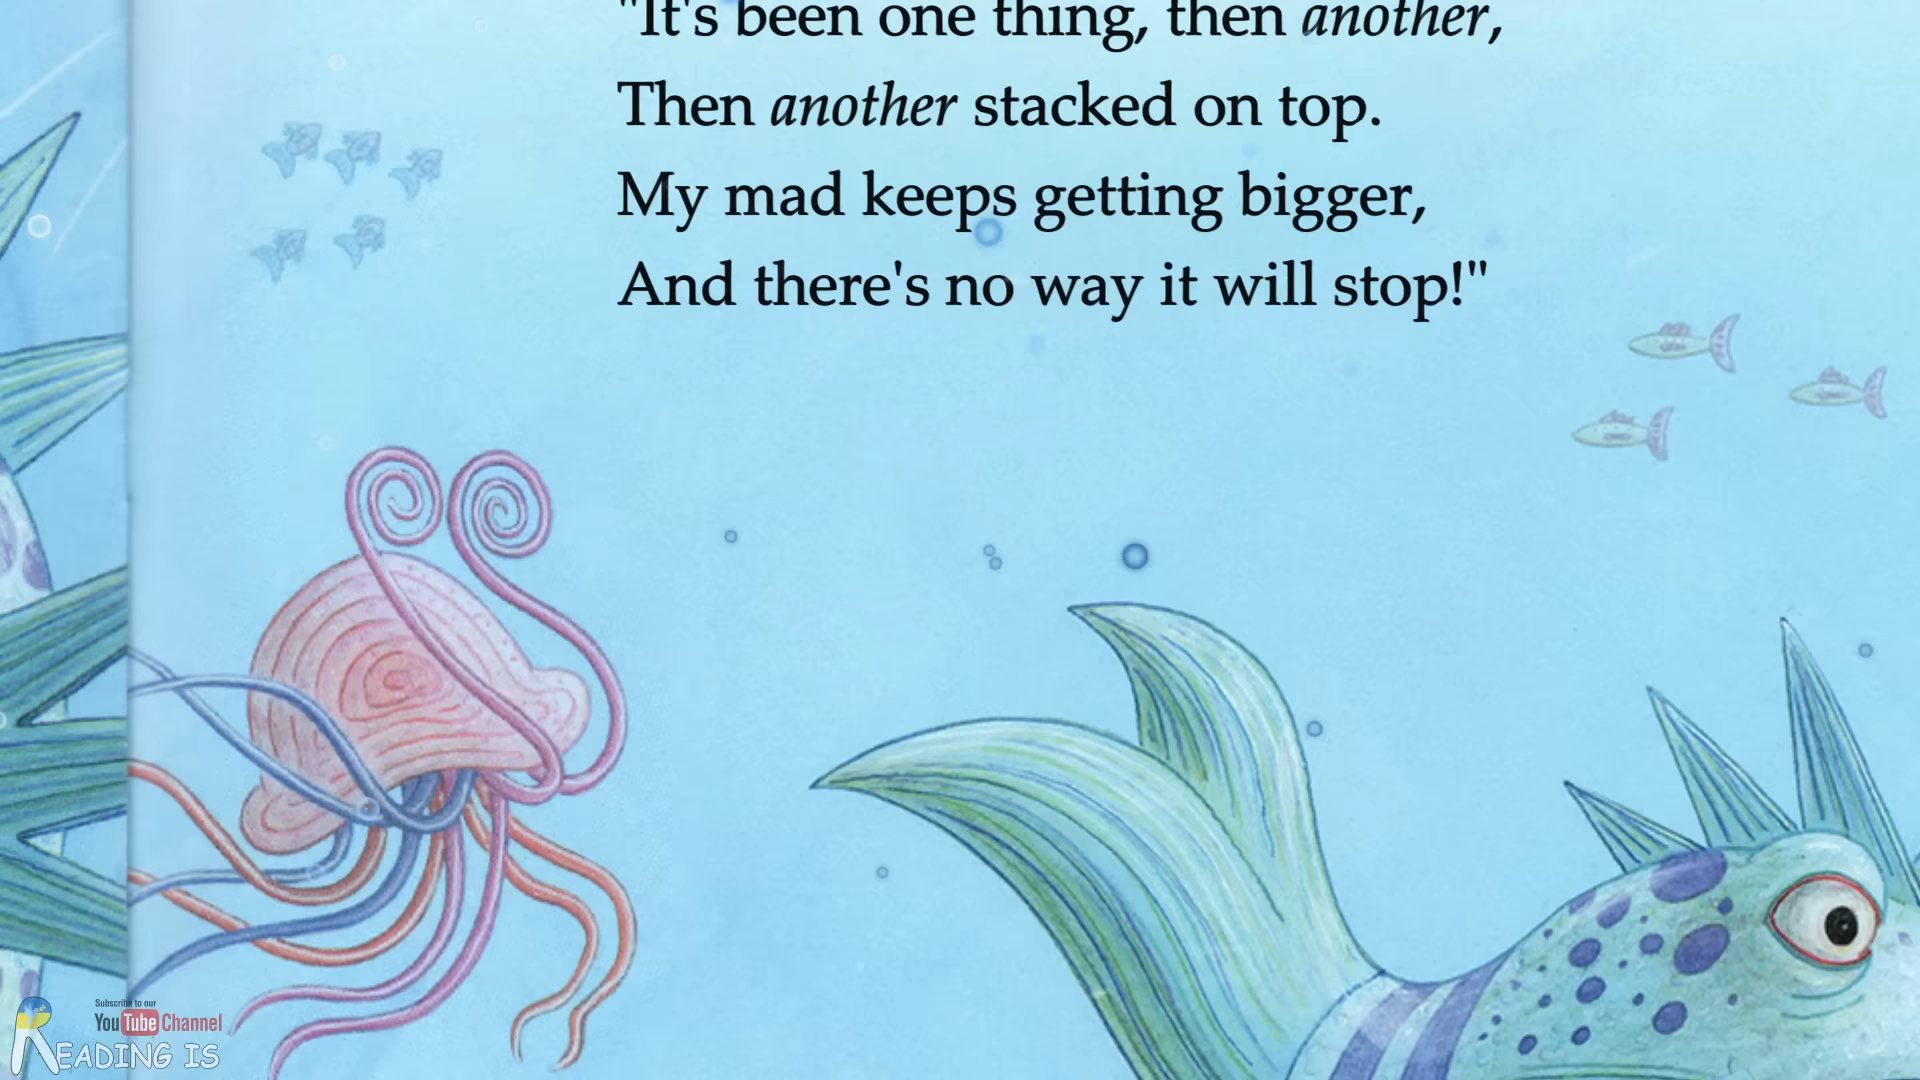 "It's been one thing, then another,
Then another stacked on top.
My mad keeps getting bigger,
And there's no way it will stop!"
Subscribe to our
YouTube Channel
READING IS